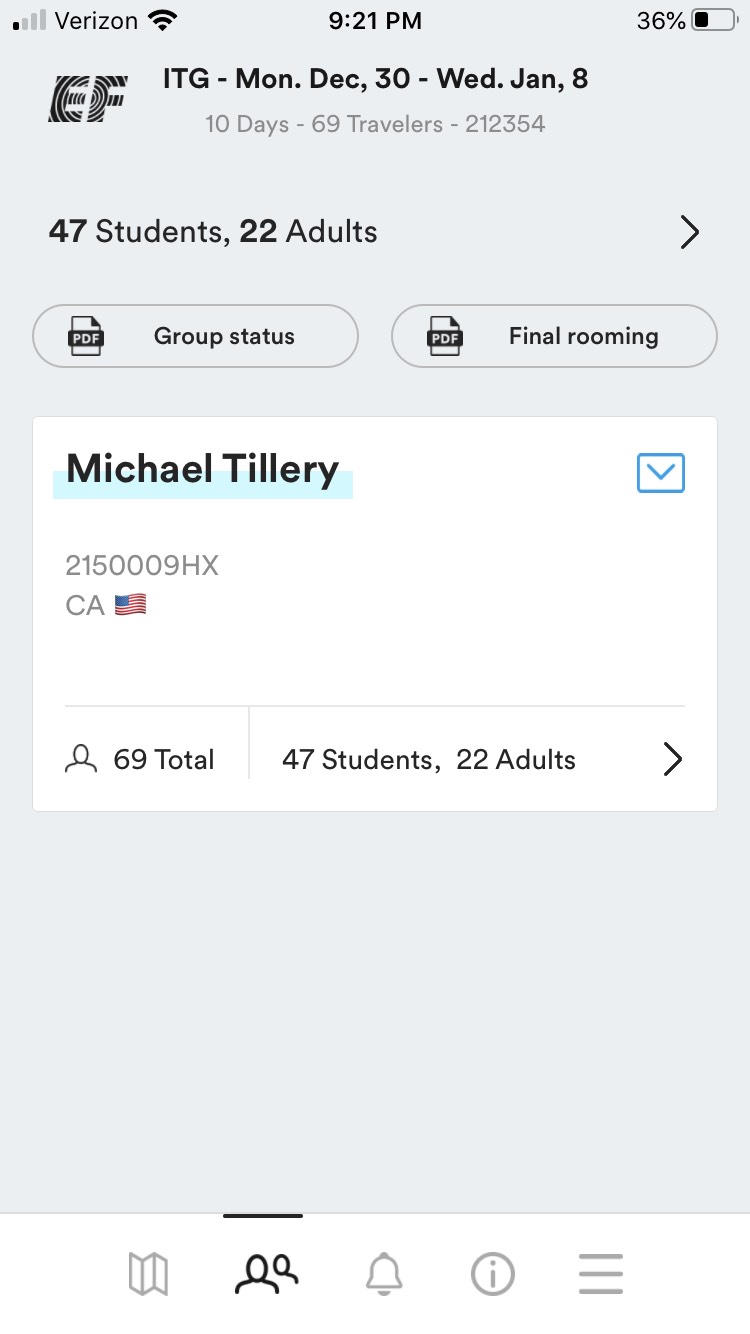 Verizon 9:21 PM 36%
EF ITG - Mon. Dec, 30 - Wed. Jan, 8
10 Days - 69 Travelers - 212354
47 Students, 22 Adults
PDF Group status PDF Final rooming
Michael Tillery
2150009HX
CA
69 Total 47 Students, 22 Adults